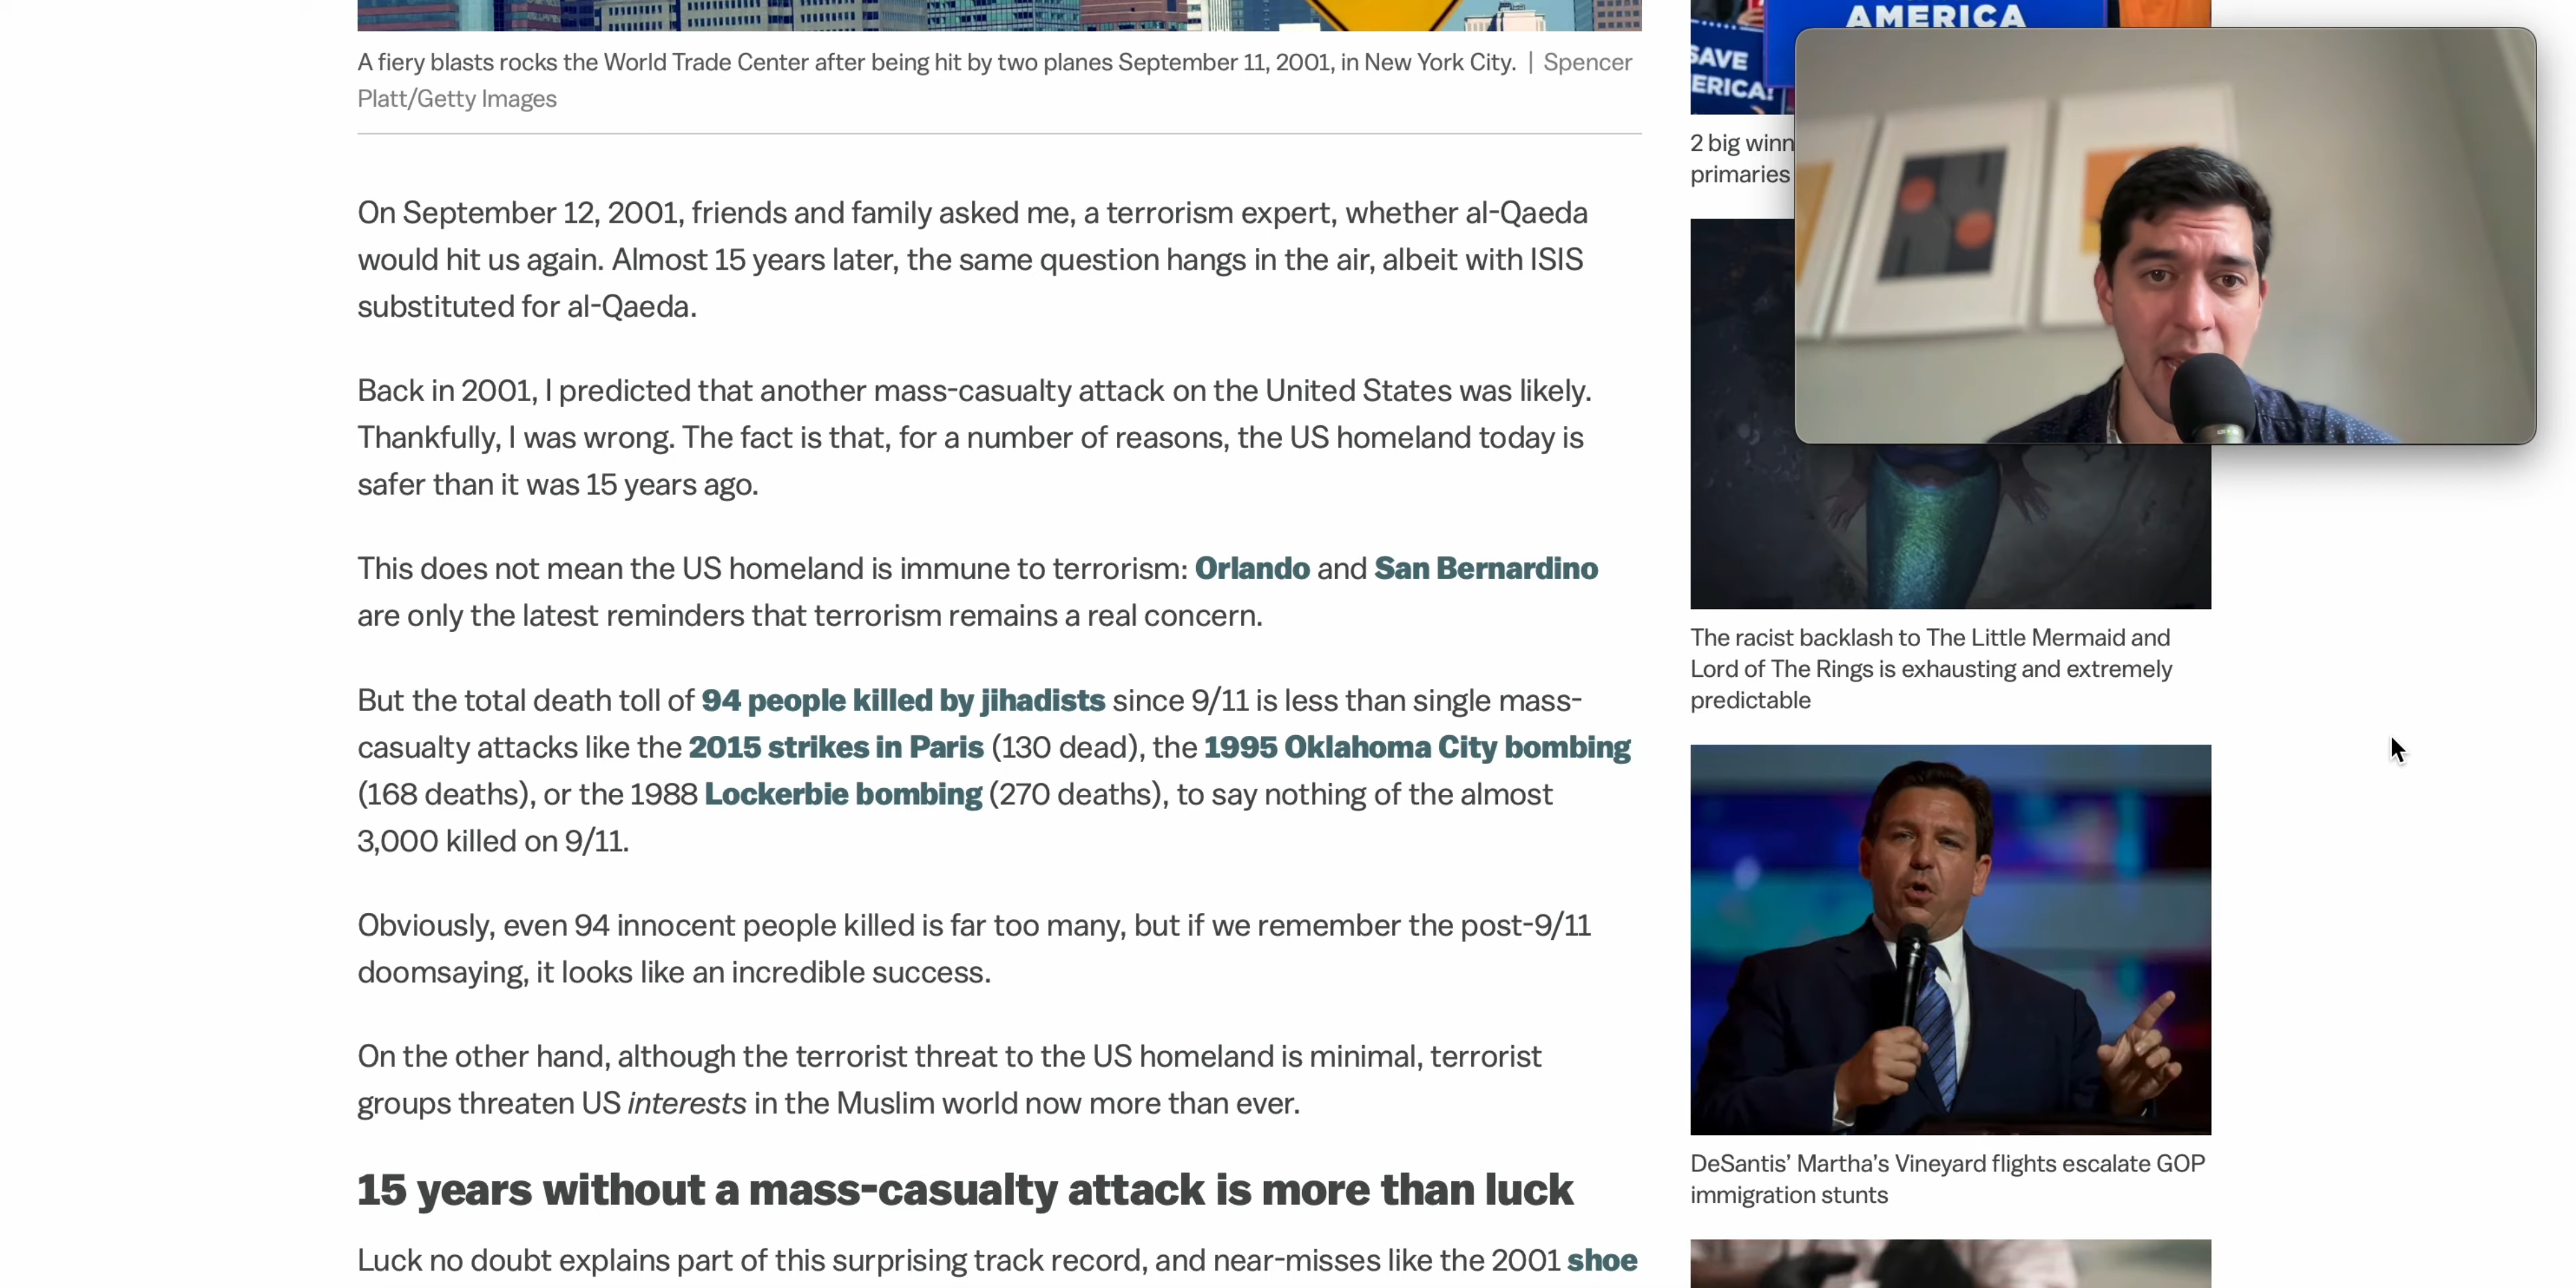 A fiery blasts rocks the World Trade Center after being hit by two planes September 11, 2001, in New York City. | Spencer
Platt/Getty Images
On September 12, 2001, friends and family asked me, a terrorism expert, whether al-Qaeda
would hit us again. Almost 15 years later, the same question hangs in the air, albeit with ISIS
substituted for al-Qaeda.
Back in 2001, I predicted that another mass-casualty attack on the United States was likely.
Thankfully, I was wrong. The fact is that, for a number of reasons, the US homeland today is
safer than it was 15 years ago.
This does not mean the US homeland is immune to terrorism: Orlando and San Bernardino
are only the latest reminders that terrorism remains a real concern.
But the total death toll of 94 people killed by jihadists since 9/11 is less than single mass-
casualty attacks like the 2015 strikes in Paris (130 dead), the 1995 Oklahoma City bombing
(168 deaths), or the 1988 Lockerbie bombing (270 deaths), to say nothing of the almost
3,000 killed on 9/11.
Obviously, even 94 innocent people killed is far too many, but if we remember the post-9/11
doomsaying, it looks like an incredible success.
On the other hand, although the terrorist threat to the US homeland is minimal, terrorist
groups threaten US interests in the Muslim world now more than ever.
15 years without a mass-casualty attack is more than luck
Luck no doubt explains part of this surprising track record, and near-misses like the 2001 shoe
AMERICA
SAVE
ERICA!
2 big winn
primaries
The racist backlash to The Little Mermaid and
Lord of The Rings is exhausting and extremely
predictable
DeSantis' Martha's Vineyard flights escalate GOP
immigration stunts